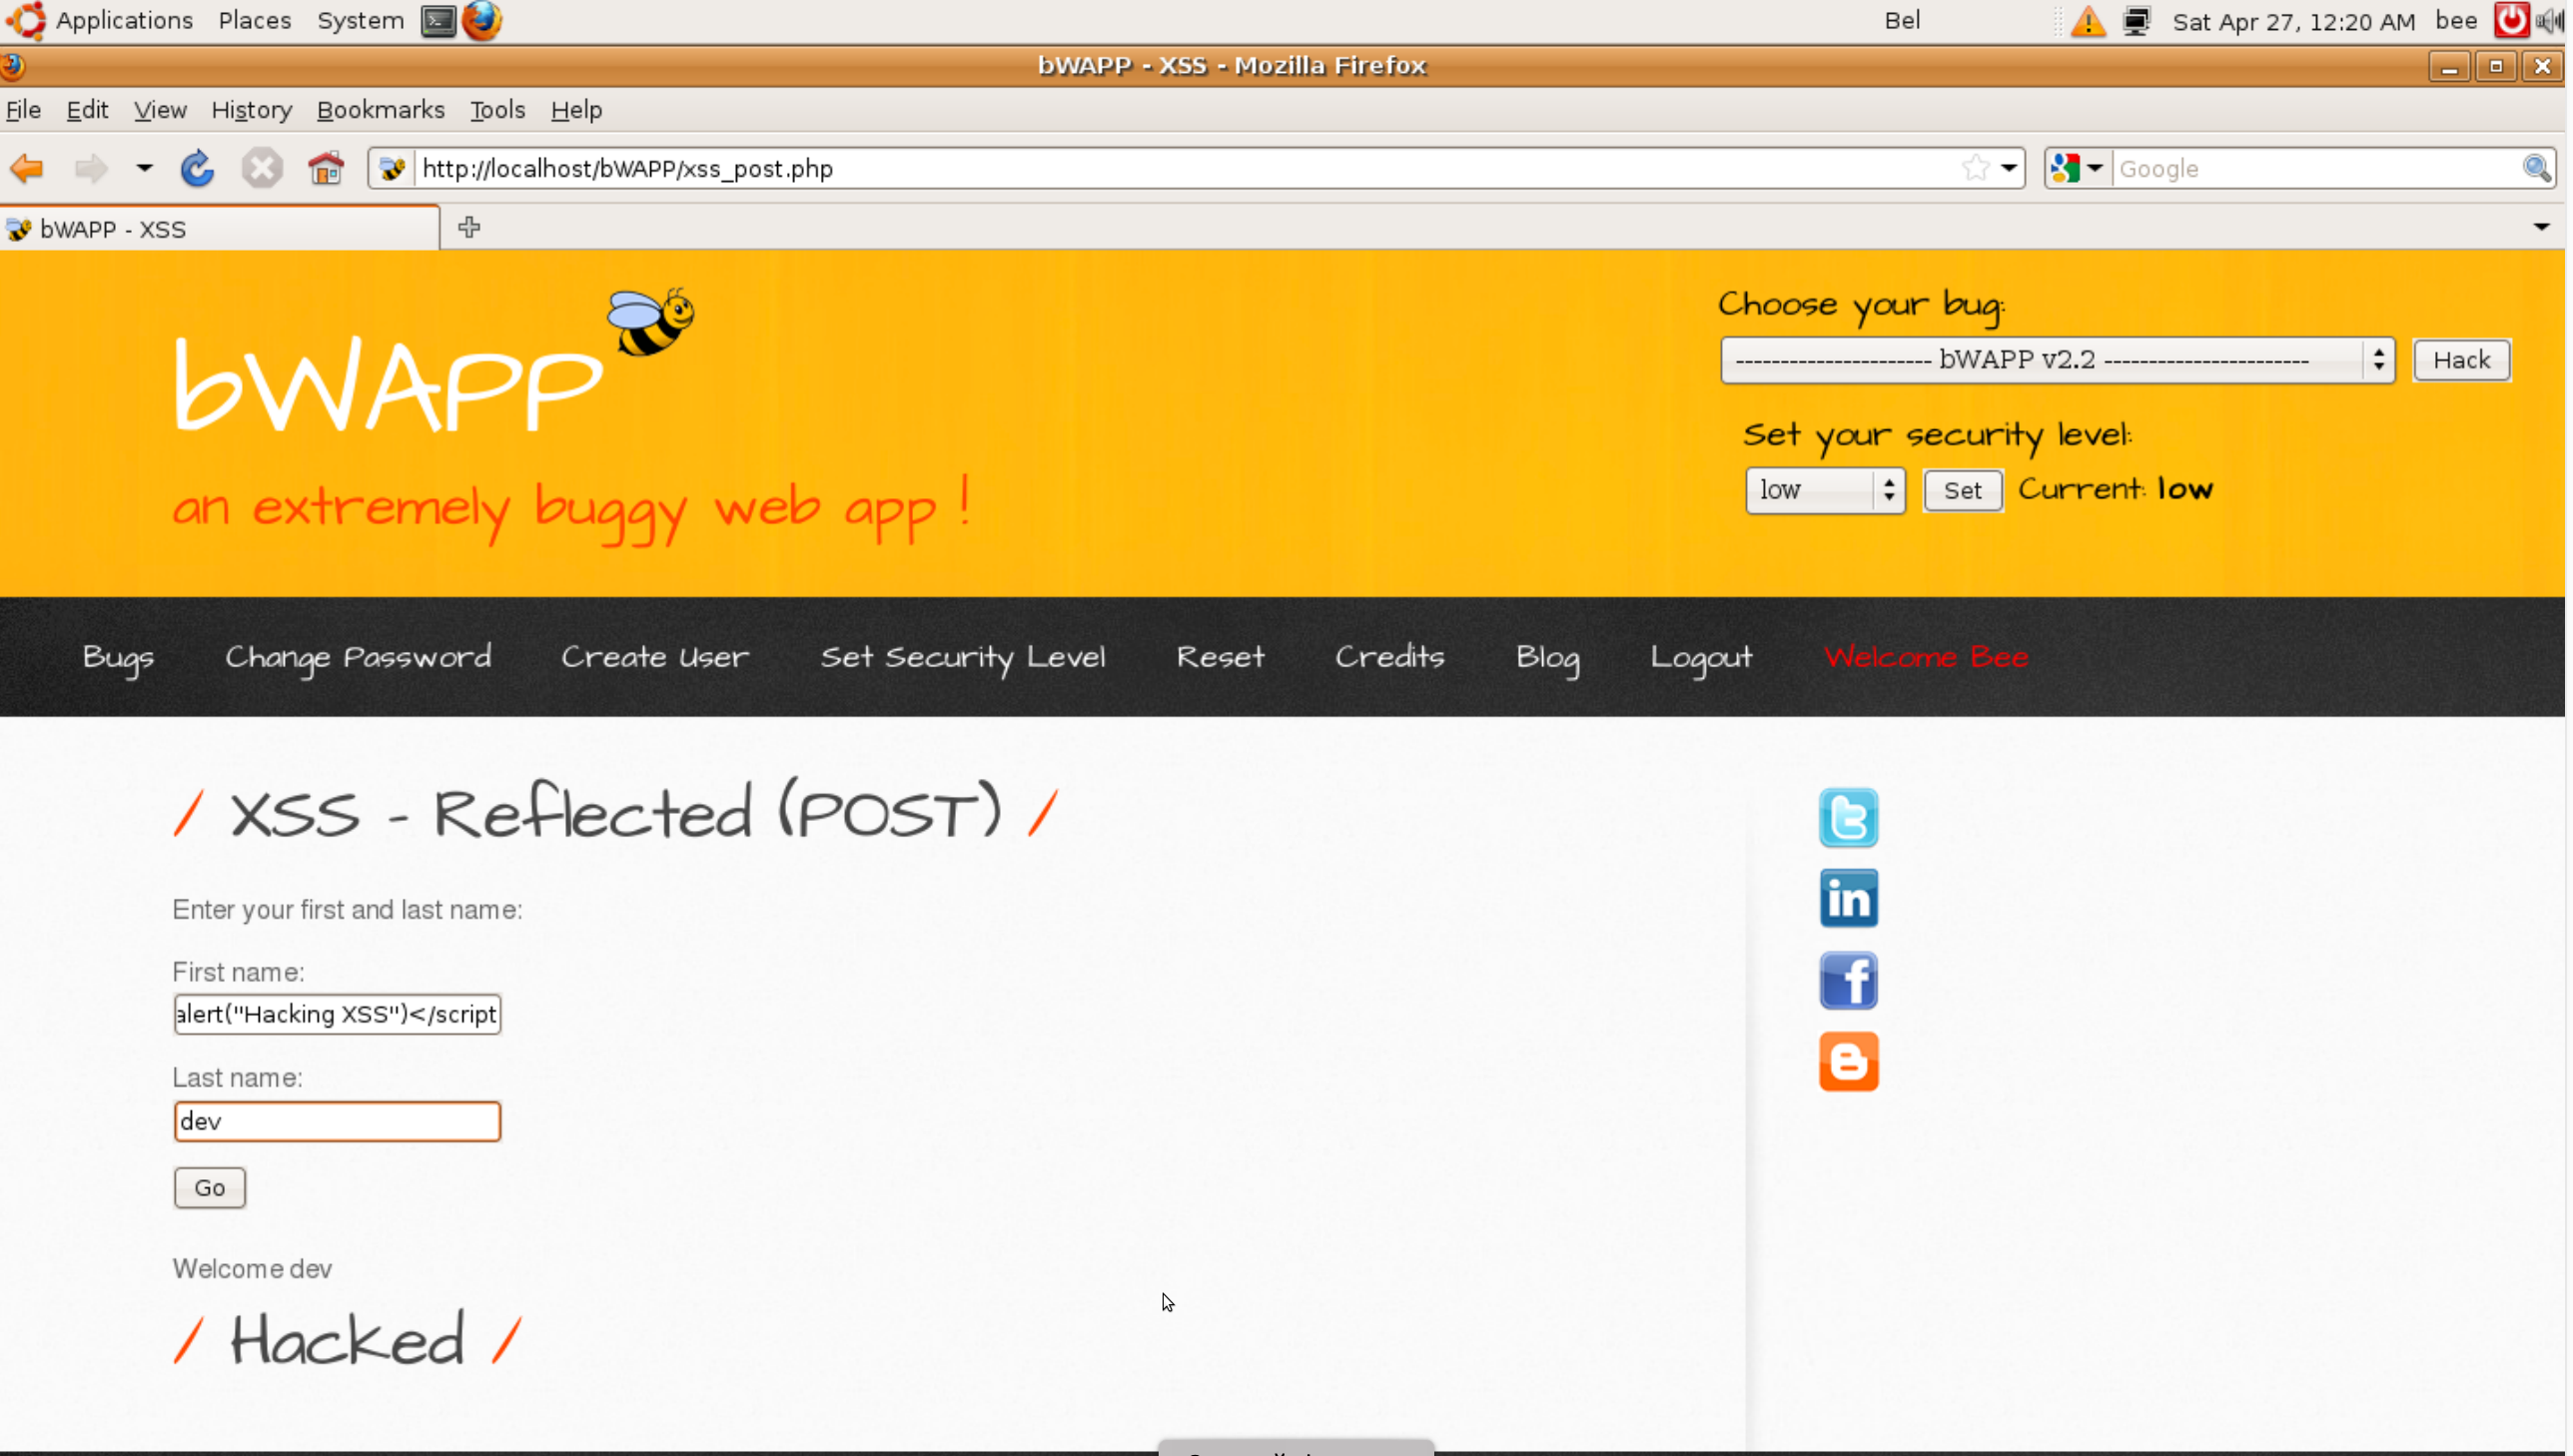 Applications Places System Bel Sat Apr 27, 12:20 AM bee
bWAPP - XSS - Mozilla Firefox
File Edit View History Bookmarks Tools Help
http://localhost/bWAPP/xss_post.php Google
bWAPP - XSS
Choose your bug:
---------------------- bWAPP v2.2 ----------------------- Hack
bWAPP
Set your security level:
low Set Current: low
an extremely buggy web app !
Bugs Change Password Create User Set Security Level Reset Credits Blog Logout Welcome Bee
/ XSS - Reflected (POST) /
Enter your first and last name:
First name:
alert("Hacking XSS")</script
Last name:
dev
Go
Welcome dev
/ Hacked /